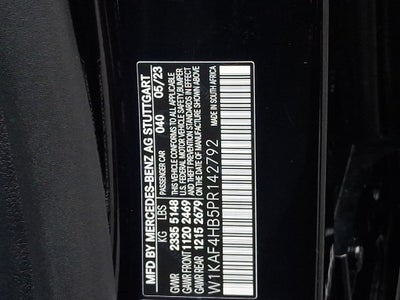 MFD BY MERCEDES-BENZ AG STUTTGART
PASSENGER CAR 040 05/23
KG LBS
GVWR 2335 5148
GAWR FRONT 1120 2469
GAWR REAR 1215 2679
THIS VEHICLE CONFORMS TO ALL APPLICABLE
U.S. FEDERAL MOTOR VEHICLE SAFETY, BUMPER
AND THEFT PREVENTION STANDARDS IN EFFECT
ON THE DATE OF MANUFACTURE SHOWN ABOVE
W1KAF4HB5PR142792 MADE IN SOUTH AFRICA